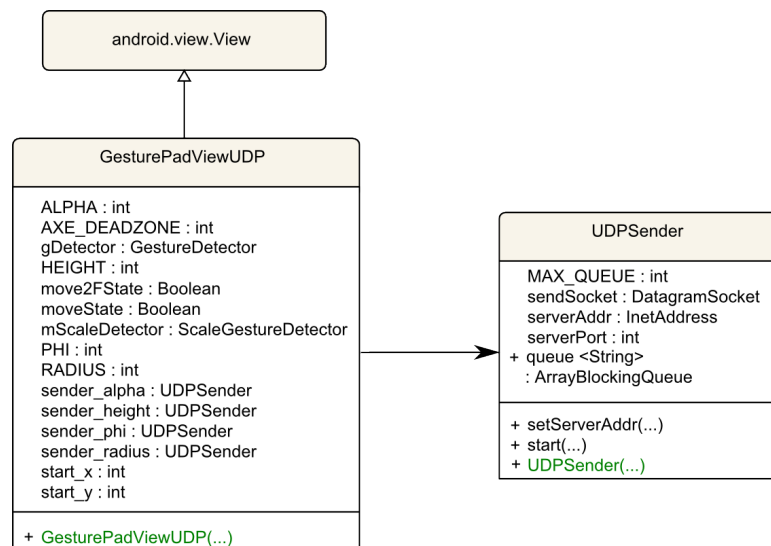 android.view.View
GesturePadViewUDP
ALPHA : int
AXE_DEADZONE : int
gDetector : GestureDetector
HEIGHT : int
move2FState : Boolean
moveState : Boolean
mScaleDetector : ScaleGestureDetector
PHI : int
RADIUS : int
sender_alpha : UDPSender
sender_height : UDPSender
sender_phi : UDPSender
sender_radius : UDPSender
start_x : int
start_y : int
+ GesturePadViewUDP(...)
UDPSender
MAX_QUEUE : int
sendSocket : DatagramSocket
serverAddr : InetAddress
serverPort : int
+ queue <String>
: ArrayBlockingQueue
+ setServerAddr(...)
+ start(...)
+ UDPSender(...)